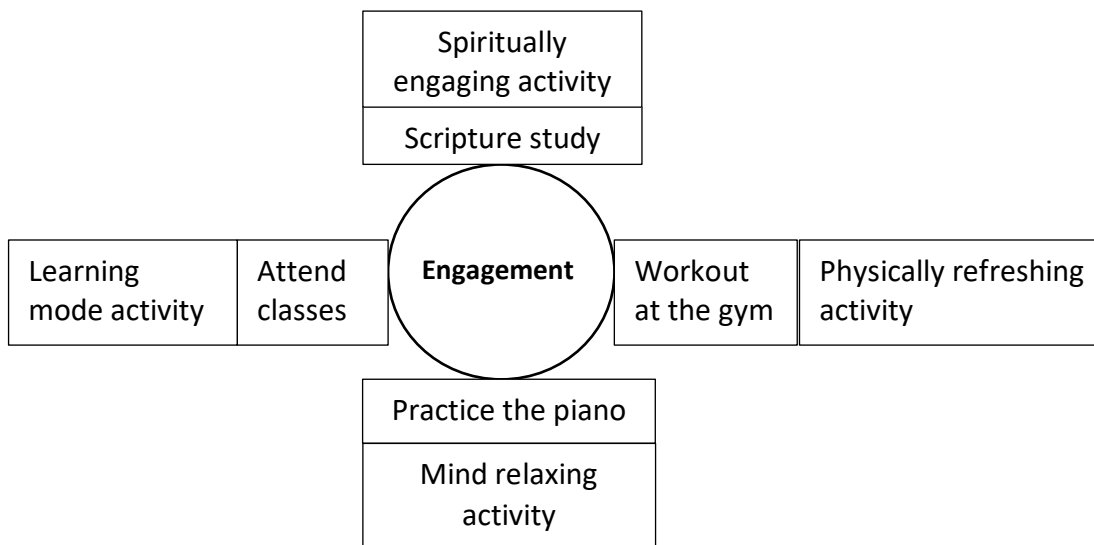 Spiritually
engaging activity
Scripture study
Learning
mode activity
Attend
classes
Engagement
Workout
at the gym
Physically refreshing
activity
Practice the piano
Mind relaxing
activity